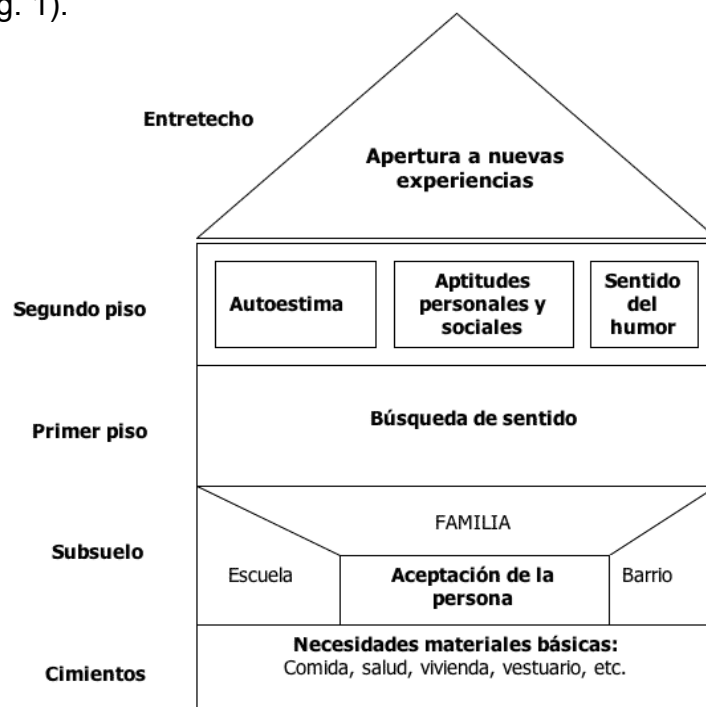 g. 1).
Entretecho
Apertura a nuevas
experiencias
Segundo piso
Autoestima
Aptitudes
personales y
sociales
Sentido
del
humor
Primer piso
Búsqueda de sentido
Subsuelo
FAMILIA
Escuela
Aceptación de la
persona
Barrio
Cimientos
Necesidades materiales básicas:
Comida, salud, vivienda, vestuario, etc.